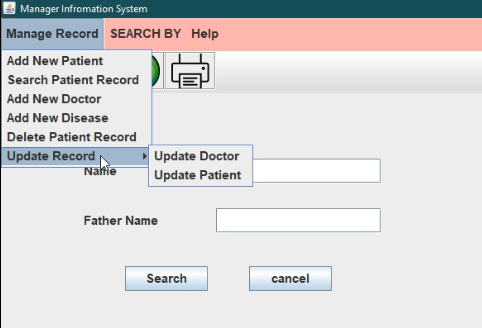 Manager Infromation System
Manage Record SEARCH BY Help
Add New Patient
Search Patient Record
Add New Doctor
Add New Disease
Delete Patient Record
Update Record
Update Doctor
Update Patient
Name
Father Name
Search cancel